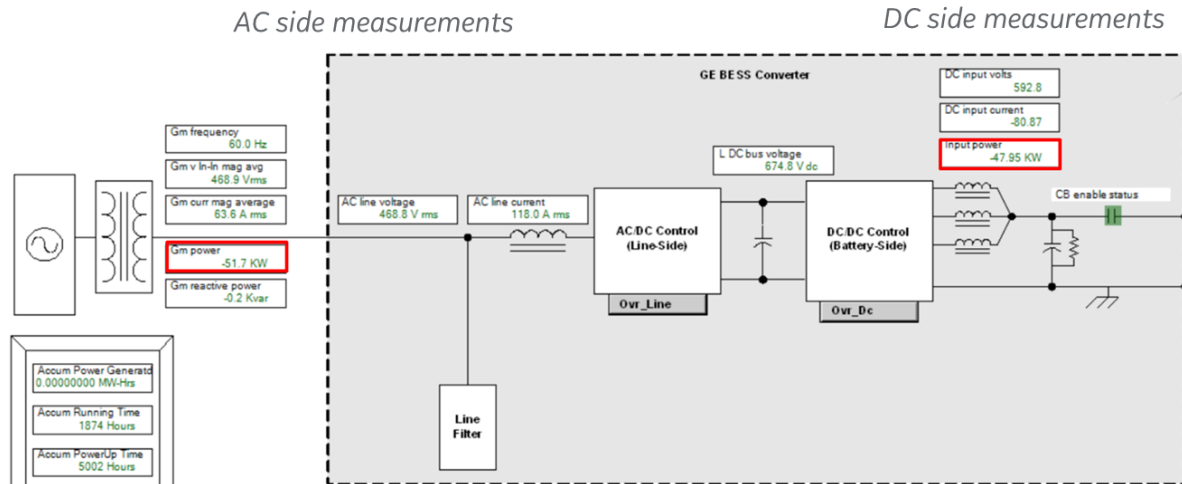 AC side measurements
DC side measurements
GE BESS Converter
DC input volts
592.8
DC input current
-80.87
Input power
-47.95 KW
Gm frequency
60.0 Hz
Gm v ln-ln mag avg
468.9 Vrms
Gm curr mag average
63.6 A rms
Gm power
-51.7 KW
Gm reactive power
-0.2 Kvar
AC line voltage
468.8 V rms
AC line current
118.0 A rms
L DC bus voltage
674.8 V dc
CB enable status
AC/DC Control
(Line-Side)
Ovr_Line
DC/DC Control
(Battery-Side)
Ovr_Dc
Line
Filter
Accum Power Generatd
0.00000000 MW-Hrs
Accum Running Time
1874 Hours
Accum PowerUp Time
5002 Hours